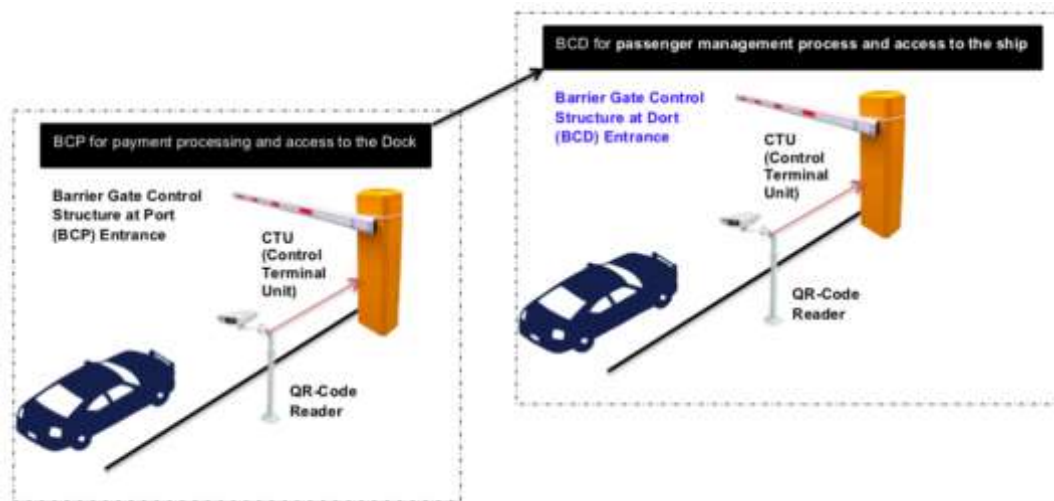 BCP for payment processing and access to the Dock
Barrier Gate Control
Structure at Port
(BCP) Entrance
CTU
(Control
Terminal
Unit)
QR-Code
Reader
BCD for passenger management process and access to the ship
Barrier Gate Control
Structure at Dort
(BCD) Entrance
CTU
(Control
Terminal
Unit)
QR-Code
Reader